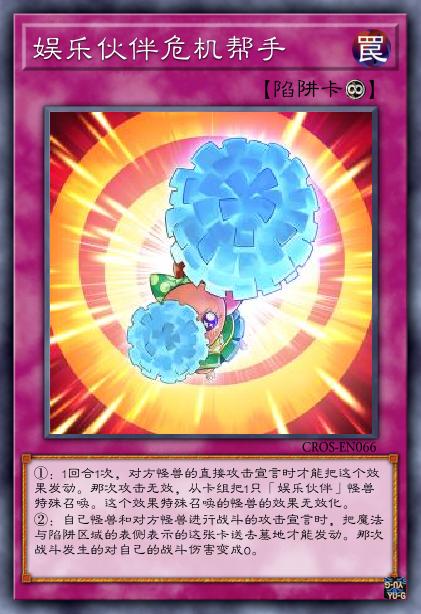 娱乐伙伴危机帮手
罠
【陷阱卡】
CROS-EN066
①：1回合1次，对方怪兽的直接攻击宣言时才能把这个效
果发动。那次攻击无效，从卡组把1只「娱乐伙伴」怪兽
特殊召唤。这个效果特殊召唤的怪兽的效果无效化。
②：自己怪兽和对方怪兽进行战斗的攻击宣言时，把魔法
与陷阱区域的表侧表示的这张卡送去墓地才能发动。那次
战斗发生的对自己的战斗伤害变成0。